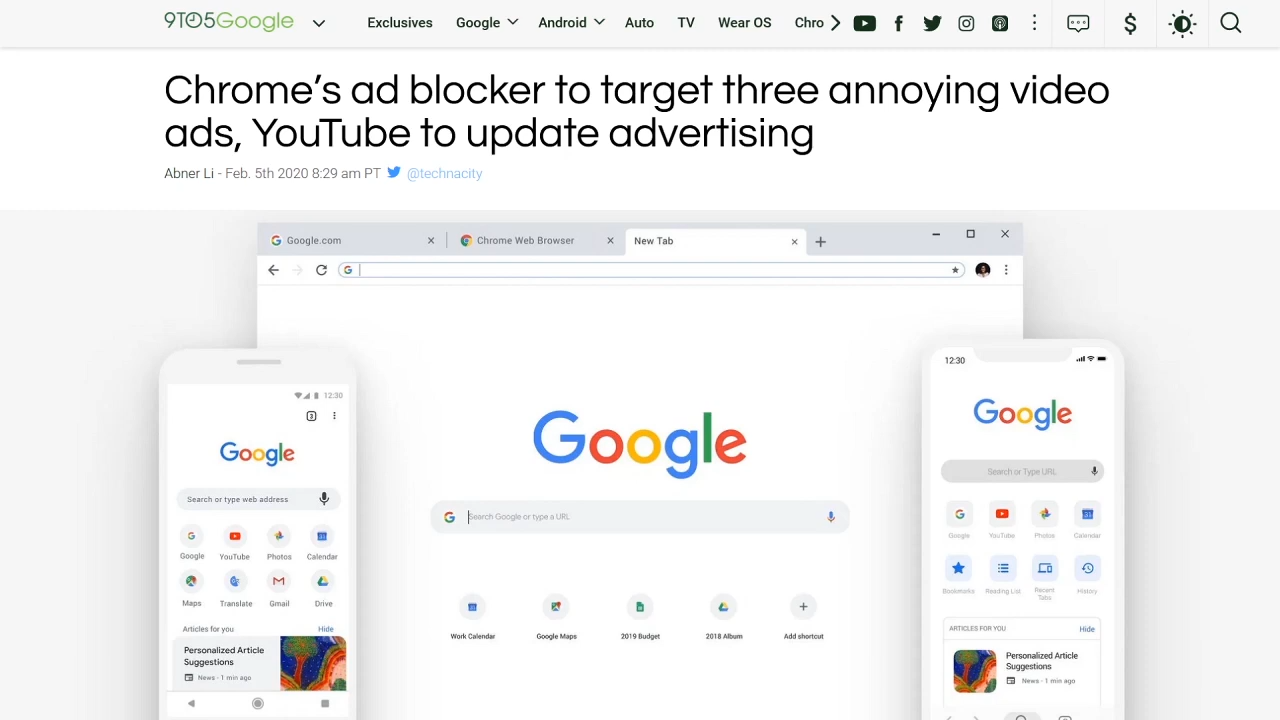 9TO5Google
Exclusives Google Android Auto TV Wear OS Chro
Chrome’s ad blocker to target three annoying video
ads, YouTube to update advertising
Abner Li - Feb. 5th 2020 8:29 am PT @technacity
Google.com Chrome Web Browser New Tab
Google
Search Google or type a URL
Work Calendar Google Maps 2019 Budget 2018 Album Add shortcut
12:30
3
Google
Search or type web address
Google YouTube Photos Calendar
Maps Translate Gmail Drive
Articles for you Hide
Personalized Article
Suggestions
News - 1 min ago
12:30
Google
Search or Type URL
Google YouTube Photos Calendar
Bookmarks Reading List Recent Tabs History
ARTICLES FOR YOU Hide
Personalized Article
Suggestions
News - 1 min ago